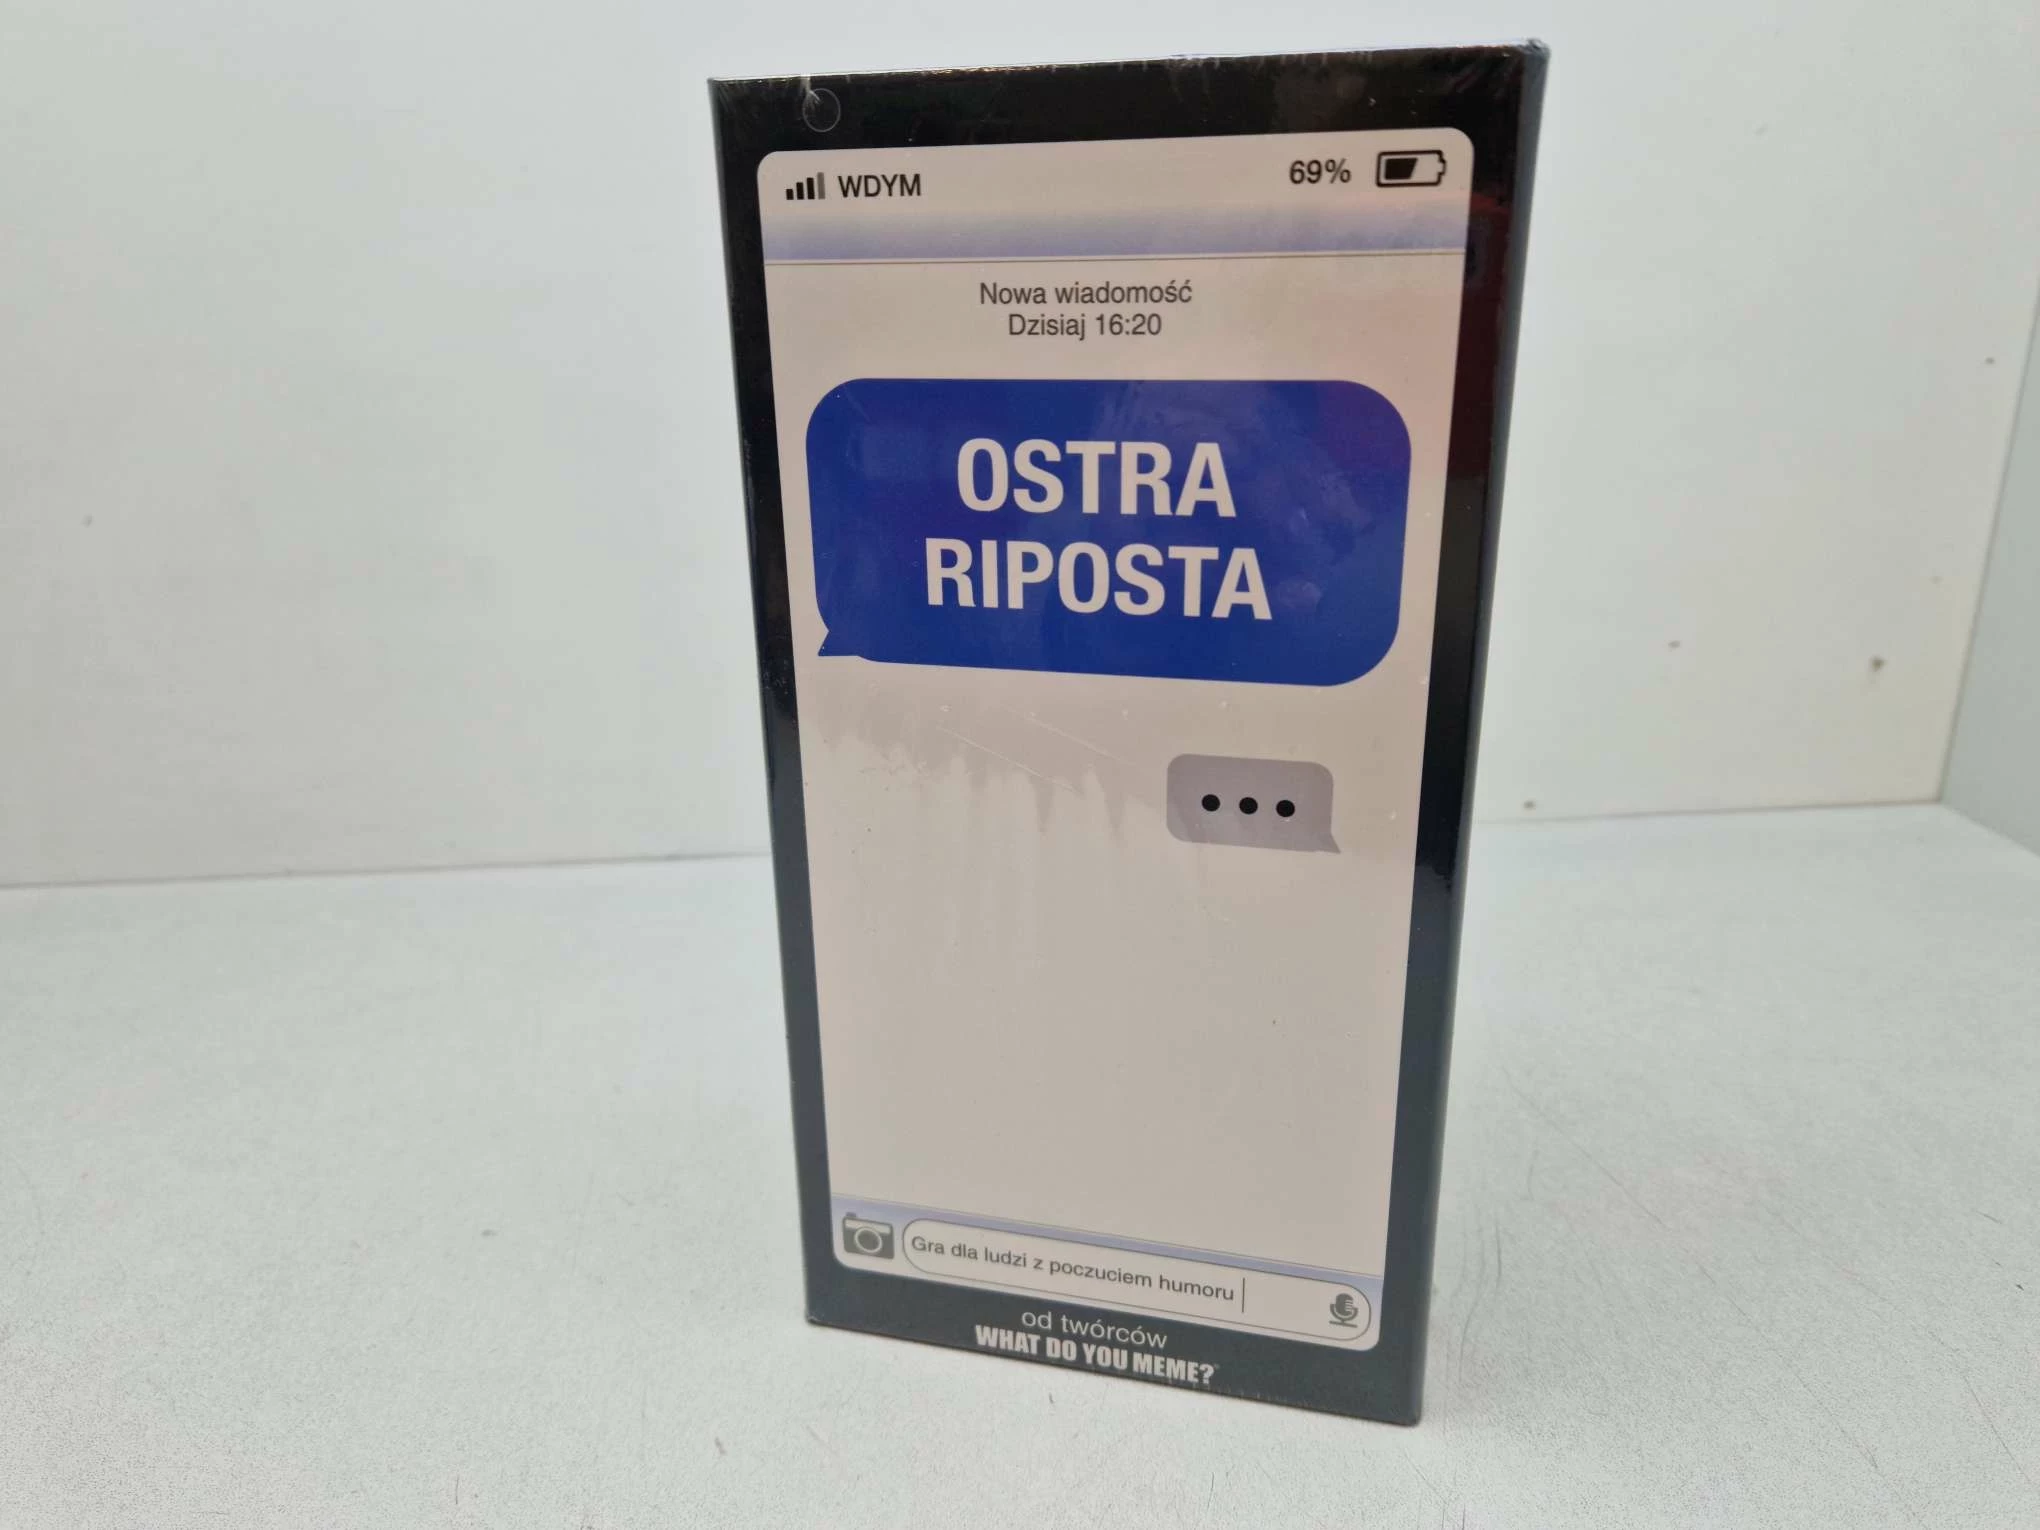 WDYM 69%
Nowa wiadomość
Dzisiaj 16:20
OSTRA
RIPOSTA
Gra dla ludzi z poczuciem humoru
od twórców
WHAT DO YOU MEME?